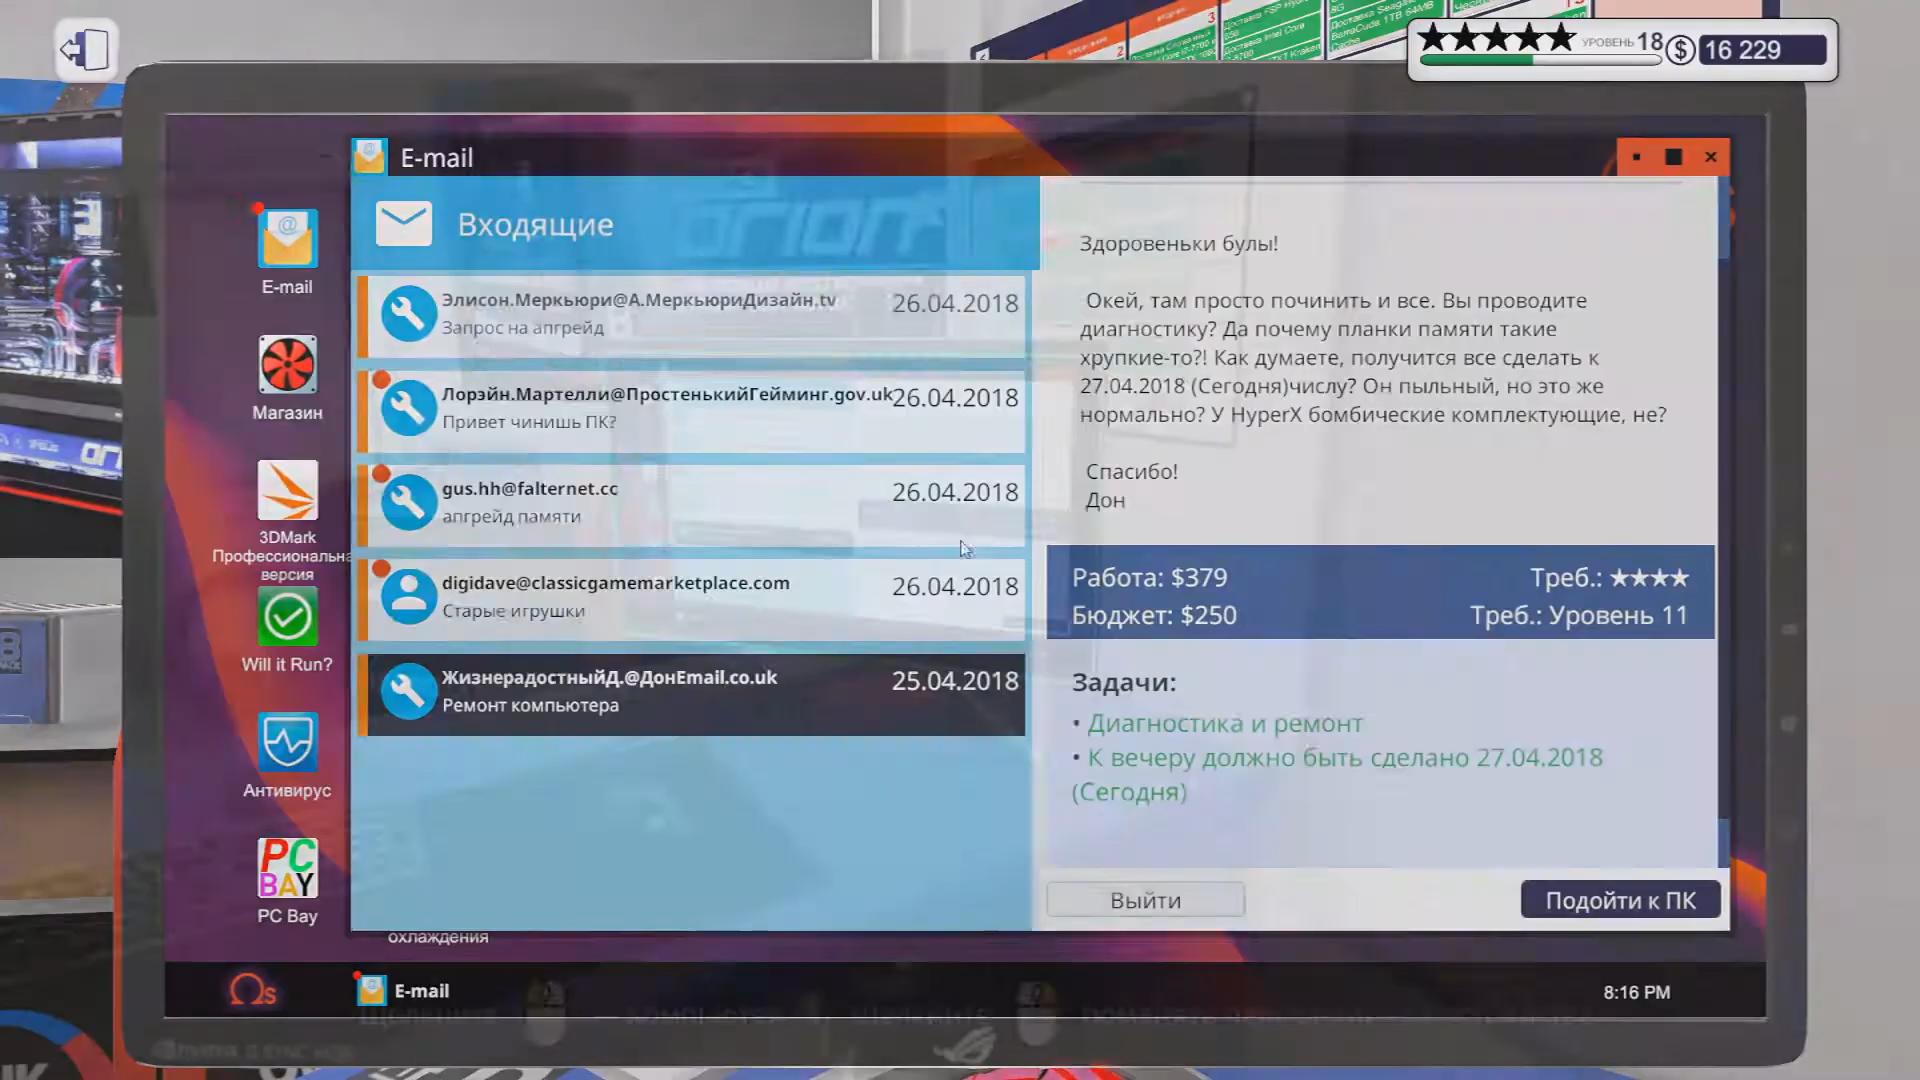 УРОВЕНЬ 18
$ 16 229
E-mail
Входящие
E-mail
Магазин
3DMark
Профессиональна
версия
Will it Run?
Антивирус
PC BAY
PC Bay
Элисон.Меркьюри@А.МеркьюриДизайн.tv 26.04.2018
Запрос на апгрейд
Лорэйн.Мартелли@ПростенькийГейминг.gov.uk 26.04.2018
Привет чинишь ПК?
gus.hh@falternet.cc 26.04.2018
апгрейд памяти
digidave@classicgamemarketplace.com 26.04.2018
Старые игрушки
ЖизнерадостныйД.@ДонEmail.co.uk 25.04.2018
Ремонт компьютера
охлаждения
Здоровеньки булы!
Окей, там просто починить и все. Вы проводите
диагностику? Да почему планки памяти такие
хрупкие-то?! Как думаете, получится все сделать к
27.04.2018 (Сегодня)числу? Он пыльный, но это же
нормально? У HyperX бомбические комплектующие, не?
Спасибо!
Дон
Работа: $379 Треб.: ★★★★
Бюджет: $250 Треб.: Уровень 11
Задачи:
• Диагностика и ремонт
• К вечеру должно быть сделано 27.04.2018
(Сегодня)
Выйти
Подойти к ПК
E-mail
8:16 PM